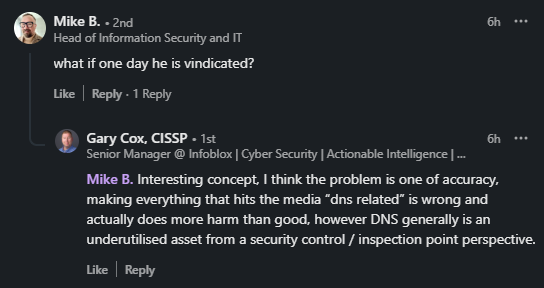 Mike B. • 2nd
6h •••
Head of Information Security and IT
what if one day he is vindicated?
Like | Reply · 1 Reply
Gary Cox, CISSP • 1st
6h •••
Senior Manager @ Infoblox | Cyber Security | Actionable Intelligence | ...
Mike B. Interesting concept, I think the problem is one of accuracy,
making everything that hits the media “dns related” is wrong and
actually does more harm than good, however DNS generally is an
underutilised asset from a security control / inspection point perspective.
Like | Reply